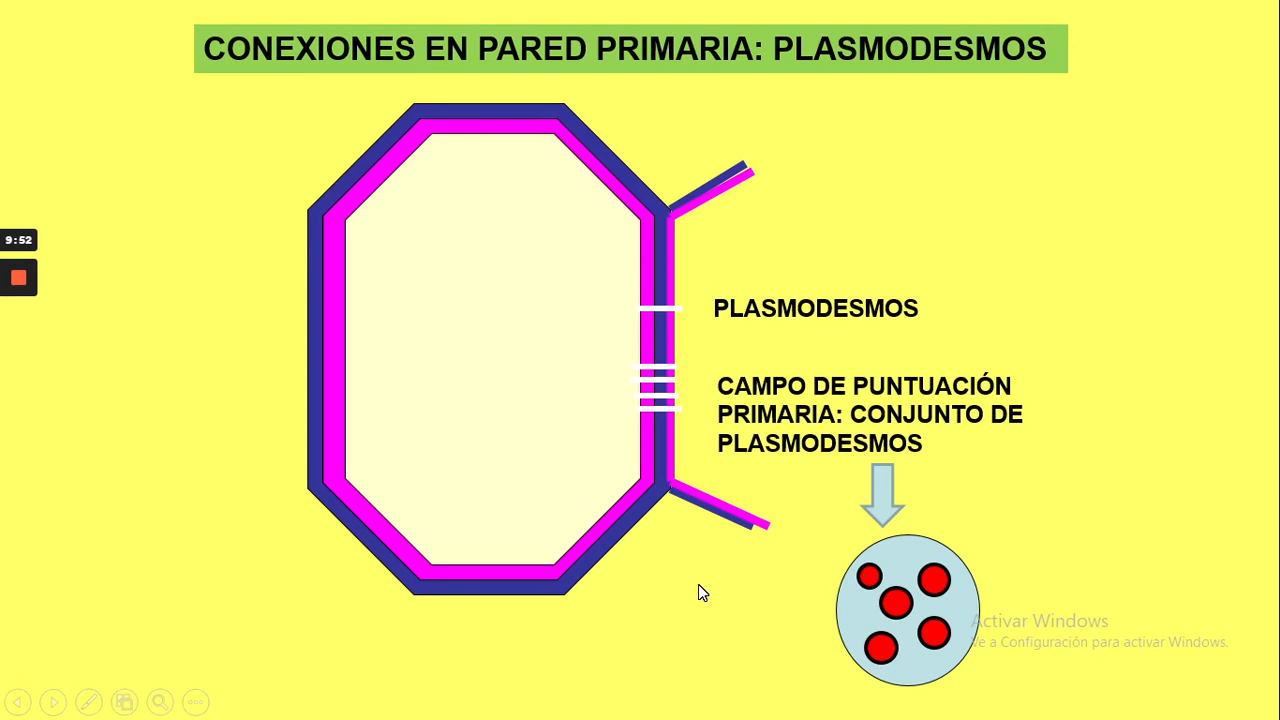 CONEXIONES EN PARED PRIMARIA: PLASMODESMOS
9:52
PLASMODESMOS
CAMPO DE PUNTUACIÓN
PRIMARIA: CONJUNTO DE
PLASMODESMOS
Activar Windows
Ve a Configuración para activar Windows.